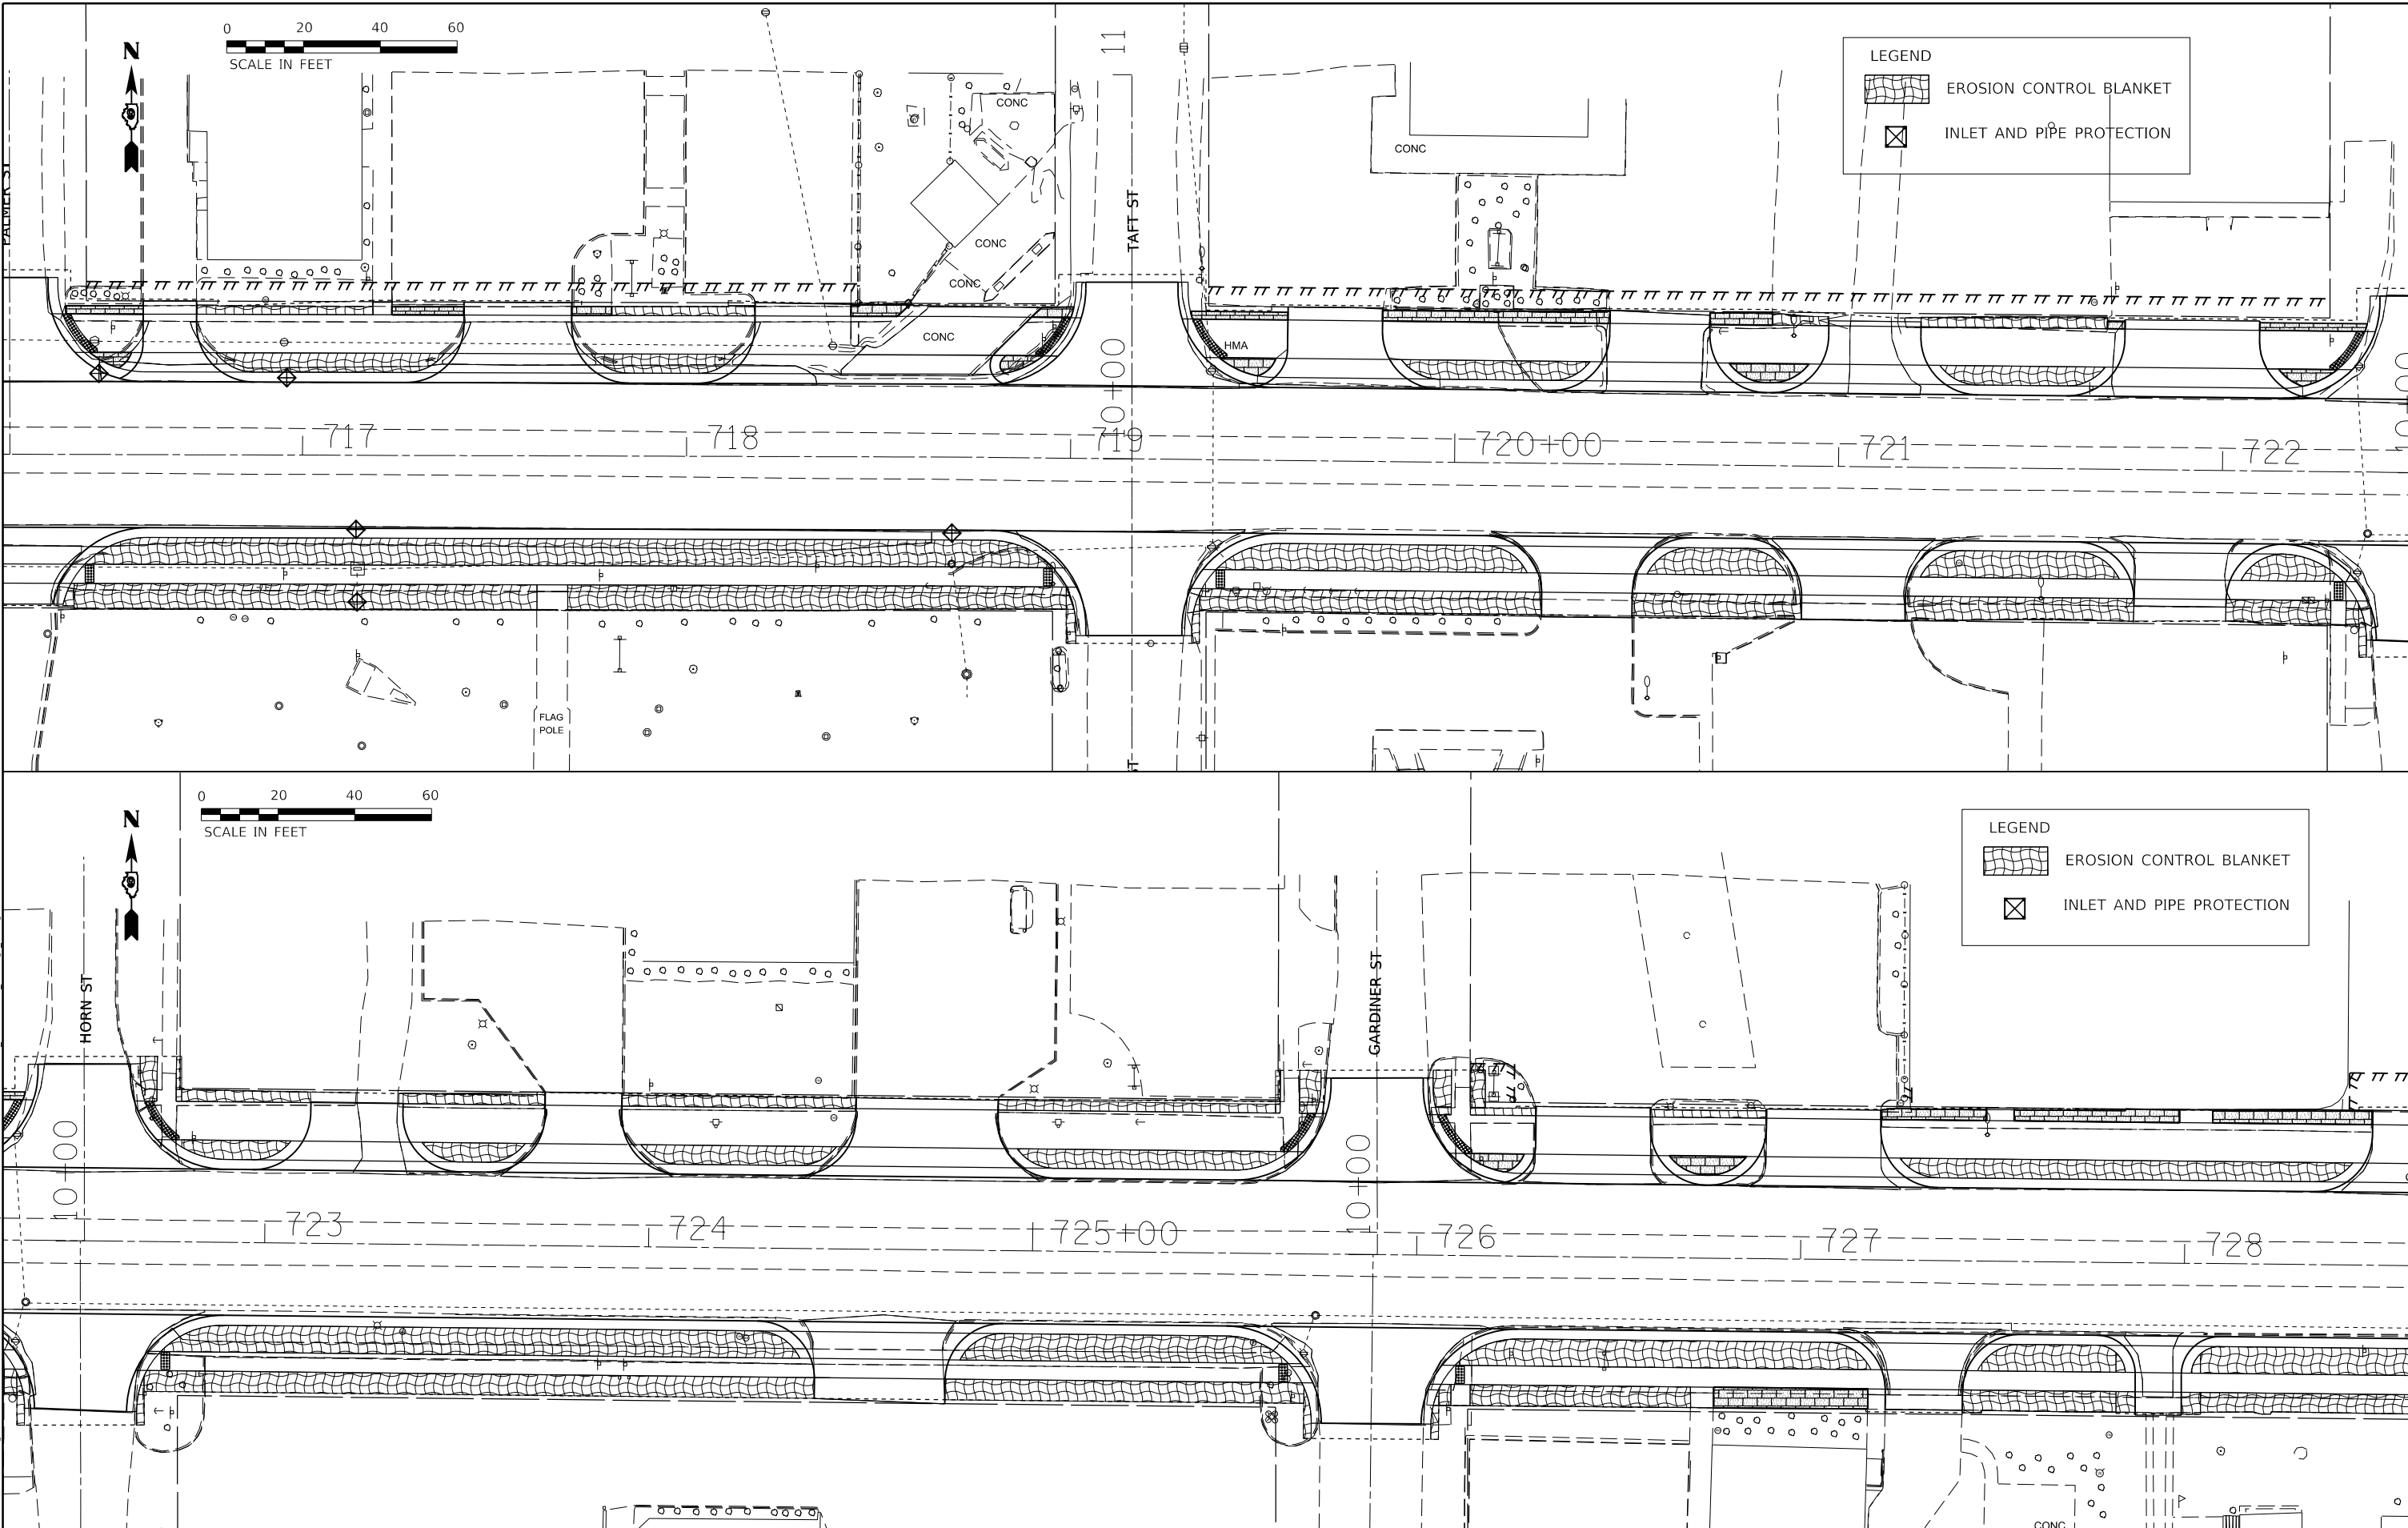 0 20 40 60
SCALE IN FEET
N
LEGEND
EROSION CONTROL BLANKET
INLET AND PIPE PROTECTION
PALMER ST
11
TAFT ST
CONC
CONC
CONC
CONC
CONC
HMA
10+00
717
718
719
720+00
721
722
FLAG
POLE
0 20 40 60
SCALE IN FEET
N
LEGEND
EROSION CONTROL BLANKET
INLET AND PIPE PROTECTION
HORN ST
GARDINER ST
10+00
10+00
723
724
725+00
726
727
728
CONC